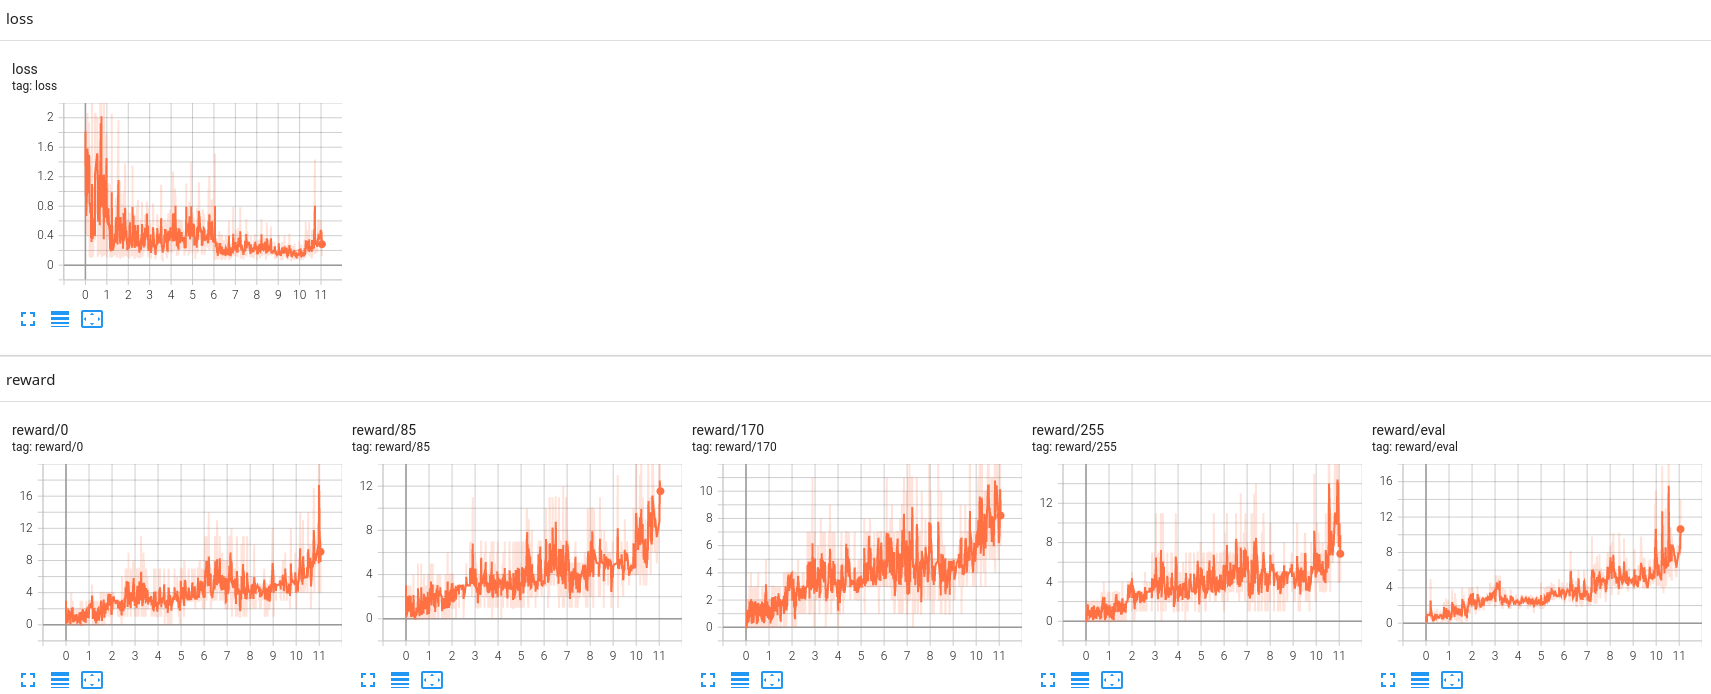 loss
loss
tag: loss
2
1.6
1.2
0.8
0.4
0
0 1 2 3 4 5 6 7 8 9 10 11
reward
reward/0
tag: reward/0
16
12
8
4
0
0 1 2 3 4 5 6 7 8 9 10 11
reward/85
tag: reward/85
12
8
4
0
0 1 2 3 4 5 6 7 8 9 10 11
reward/170
tag: reward/170
10
8
6
4
2
0
0 1 2 3 4 5 6 7 8 9 10 11
reward/255
tag: reward/255
12
8
4
0
0 1 2 3 4 5 6 7 8 9 10 11
reward/eval
tag: reward/eval
16
12
8
4
0
0 1 2 3 4 5 6 7 8 9 10 11